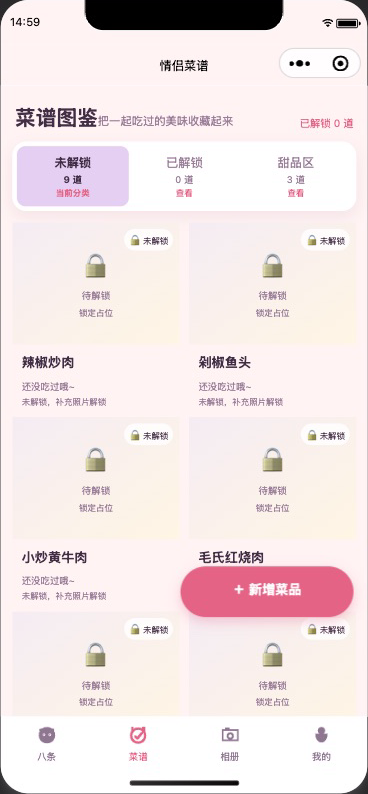 14:59
情侣菜谱
菜谱图鉴把一起吃过的美味收藏起来
已解锁 0 道
未解锁 已解锁 甜品区
9 道 0 道 3 道
当前分类 查看 查看
未解锁 未解锁
待解锁 待解锁
锁定占位 锁定占位
辣椒炒肉 剁椒鱼头
还没吃过哦~ 还没吃过哦~
未解锁，补充照片解锁 未解锁，补充照片解锁
未解锁 未解锁
待解锁 待解锁
锁定占位 锁定占位
小炒黄牛肉 毛氏红烧肉
还没吃过哦~
未解锁，补充照片解锁
+ 新增菜品
未解锁 未解锁
待解锁 待解锁
锁定占位 锁定占位
八条 菜谱 相册 我的